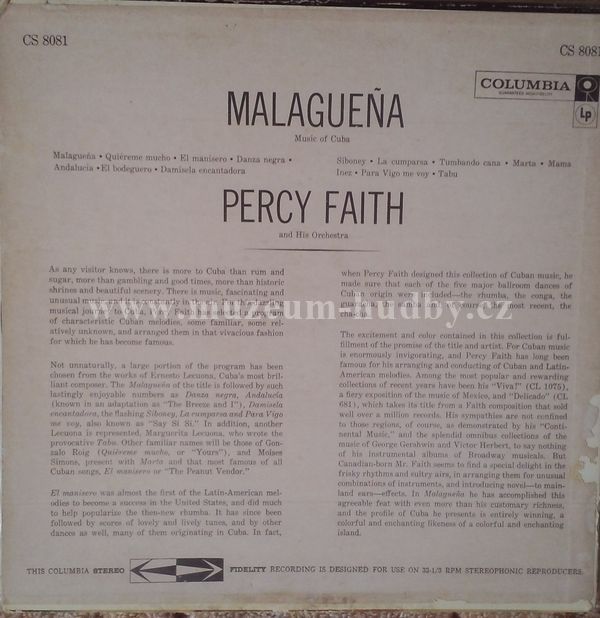 CS 8081
CS 8081
COLUMBIA
GUARANTEED HIGH-FIDELITY
Lp
MALAGUEÑA
Music of Cuba
Malagueña • Quiéreme mucho • El manisero • Danza negra •
Andalucia • El bodeguero • Damisela encantadora
Siboney • La cumparsa • Tumbando cana • Marta • Mama
Inez • Para Vigo me voy • Tabu
PERCY FAITH
and His Orchestra
As any visitor knows, there is more to Cuba than rum and
sugar, more than gambling and good times, more than historic
shrines and beautiful scenery. There is music, fascinating and
unusual music, and
musical jou Percy Faith a program
of characteristic Cuban melodies, some familiar, some rel-
atively unknown, and arranged them in that vivacious fashion
for which he has become famous.
Not unnaturally, a large portion of the program has been
chosen from the works of Ernesto Lecuona, Cuba's most bril-
liant composer. The Malagueña of the title is followed by such
lastingly enjoyable numbers as Danza negra, Andalucia
(known in an adaptation as "The Breeze and I"), Damisela
encantadora, the flashing Siboney, La cumparsa and Para Vigo
me voy, also known as "Say Si Si." In addition, another
Lecuona is represented, Margarita Lecuona, who wrote the
provocative Tabu. Other familiar names will be those of Gon-
zalo Roig (Quiéreme mucho, or "Yours"), and Moises
Simons, present with Marta and that most famous of all
Cuban songs, El manisero or "The Peanut Vendor."
El manisero was almost the first of the Latin-American mel-
odies to become a success in the United States, and did much
to help popularize the then-new rhumba. It has since been
followed by scores of lovely and lively tunes, and by other
dances as well, many of them originating in Cuba. In fact,
when Percy Faith designed this collection of Cuban music, he
made sure that each of the five major ballroom dances of
Cuban origin were included—the rhumba, the conga, the
guaracha, the mambo and, of course, the most recent, the
cha-cha.
The excitement and color contained in this collection is ful-
fillment of the promise of the title and artist. For Cuban music
is enormously invigorating, and Percy Faith has long been
famous for his arranging and conducting of Cuban and Latin-
American melodies. Among the most popular and rewarding
collections of recent years have been his "Viva!" (CL 1075),
a fiery exposition of the music of Mexico, and "Delicado" (CL
681), which takes its title from a Faith composition that sold
well over a million records. His sympathies are not confined
to those regions, of course, as demonstrated by his "Conti-
nental Music," and the splendid omnibus collections of the
music of George Gershwin and Victor Herbert, to say nothing
of his instrumental albums of Broadway musicals. But
Canadian-born Mr. Faith seems to find a special delight in the
frisky rhythms and sultry airs, in arranging them for unusual
combinations of instruments, and introducing novel—to main-
land ears—effects. In Malagueña he has accomplished this
agreeable feat with even more than his customary richness,
and the profile of Cuba he presents is entirely winning, a
colorful and enchanting likeness of a colorful and enchanting
island.
www.muzeum-hudby.cz
THIS COLUMBIA STEREO FIDELITY RECORDING IS DESIGNED FOR USE ON 33-1/3 RPM STEREOPHONIC REPRODUCERS.